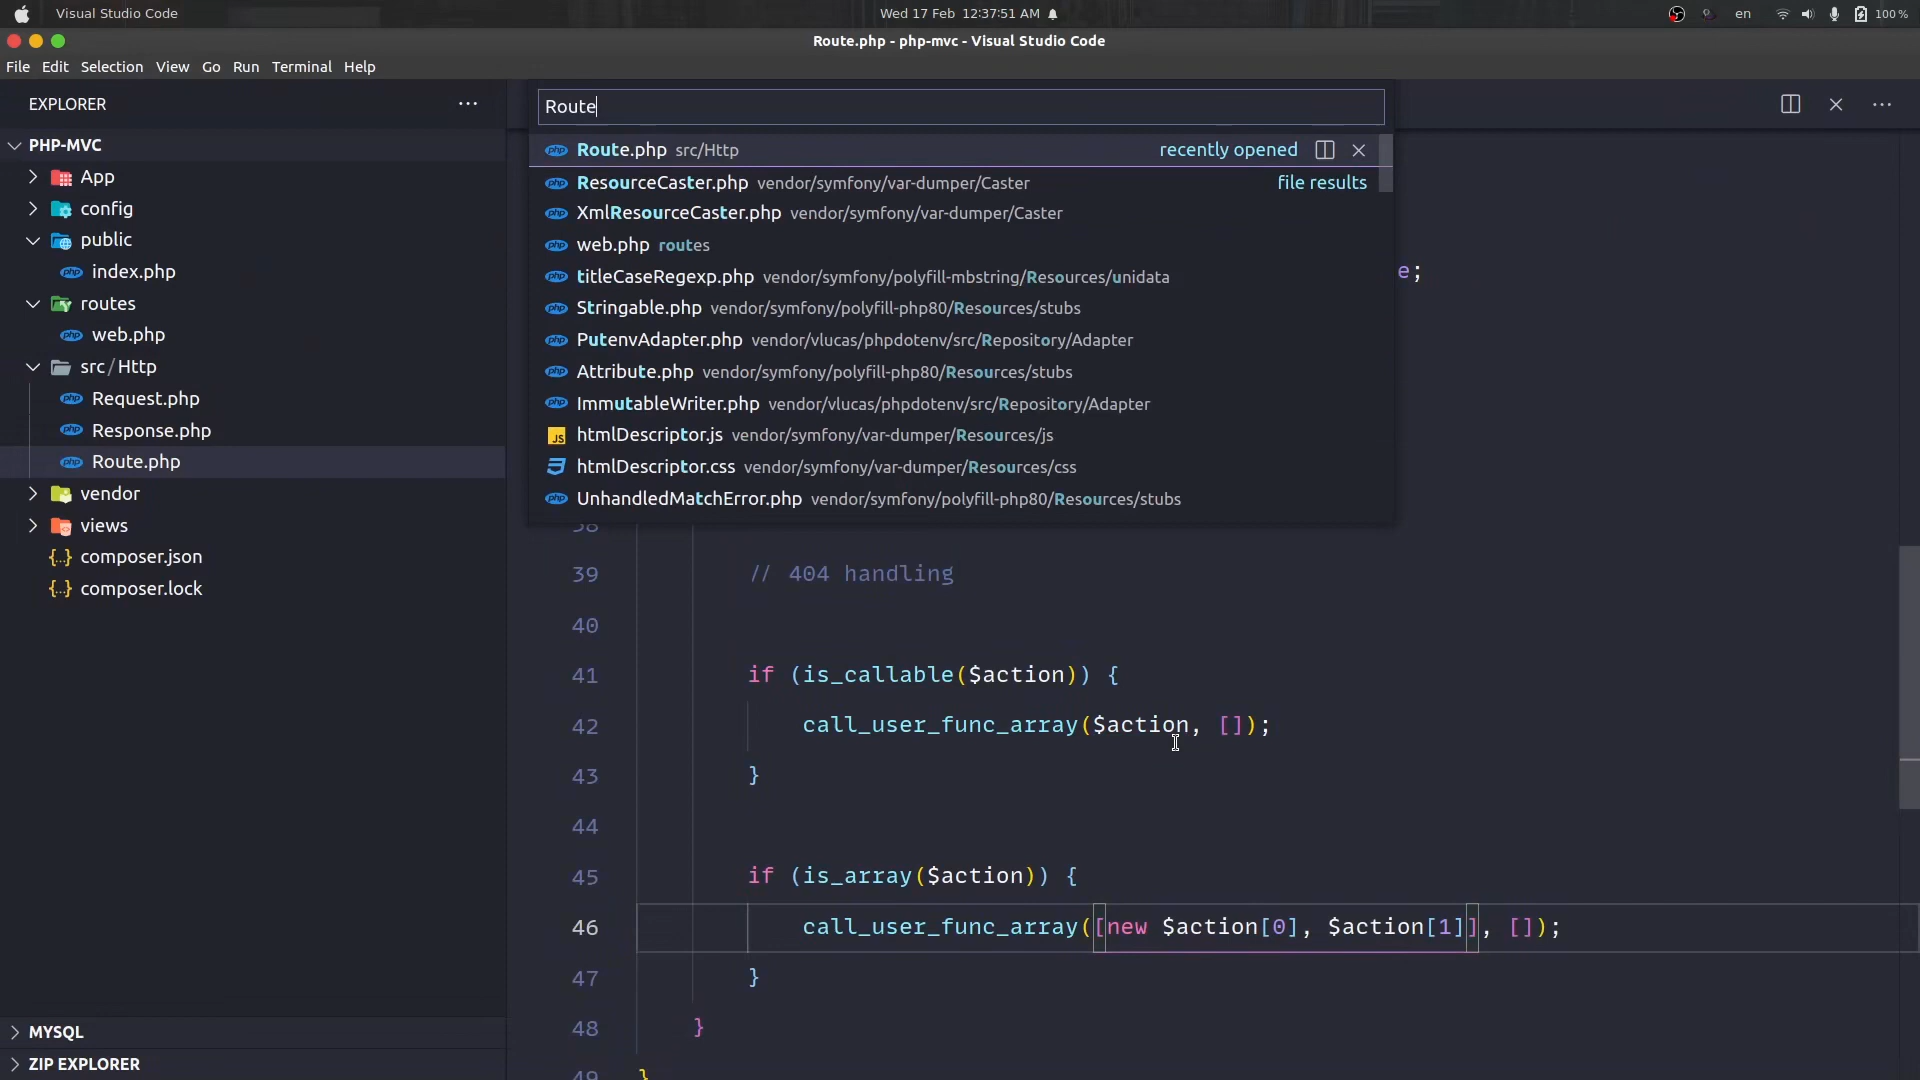 Visual Studio Code
Wed 17 Feb 12:37:51 AM
en
100 %
Route.php - php-mvc - Visual Studio Code
File Edit Selection View Go Run Terminal Help
EXPLORER
PHP-MVC
App
config
public
index.php
routes
web.php
src/Http
Request.php
Response.php
Route.php
vendor
views
composer.json
composer.lock
MYSQL
ZIP EXPLORER
Route
Route.php src/Http recently opened
ResourceCaster.php vendor/symfony/var-dumper/Caster file results
XmlResourceCaster.php vendor/symfony/var-dumper/Caster
web.php routes
titleCaseRegexp.php vendor/symfony/polyfill-mbstring/Resources/unidata
Stringable.php vendor/symfony/polyfill-php80/Resources/stubs
PutenvAdapter.php vendor/vlucas/phpdotenv/src/Repository/Adapter
Attribute.php vendor/symfony/polyfill-php80/Resources/stubs
ImmutableWriter.php vendor/vlucas/phpdotenv/src/Repository/Adapter
htmlDescriptor.js vendor/symfony/var-dumper/Resources/js
htmlDescriptor.css vendor/symfony/var-dumper/Resources/css
UnhandledMatchError.php vendor/symfony/polyfill-php80/Resources/stubs
e;
38
39 // 404 handling
40
41 if (is_callable($action)) {
42 call_user_func_array($action, []);
43 }
44
45 if (is_array($action)) {
46 call_user_func_array([new $action[0], $action[1]], []);
47 }
48 }
49 }